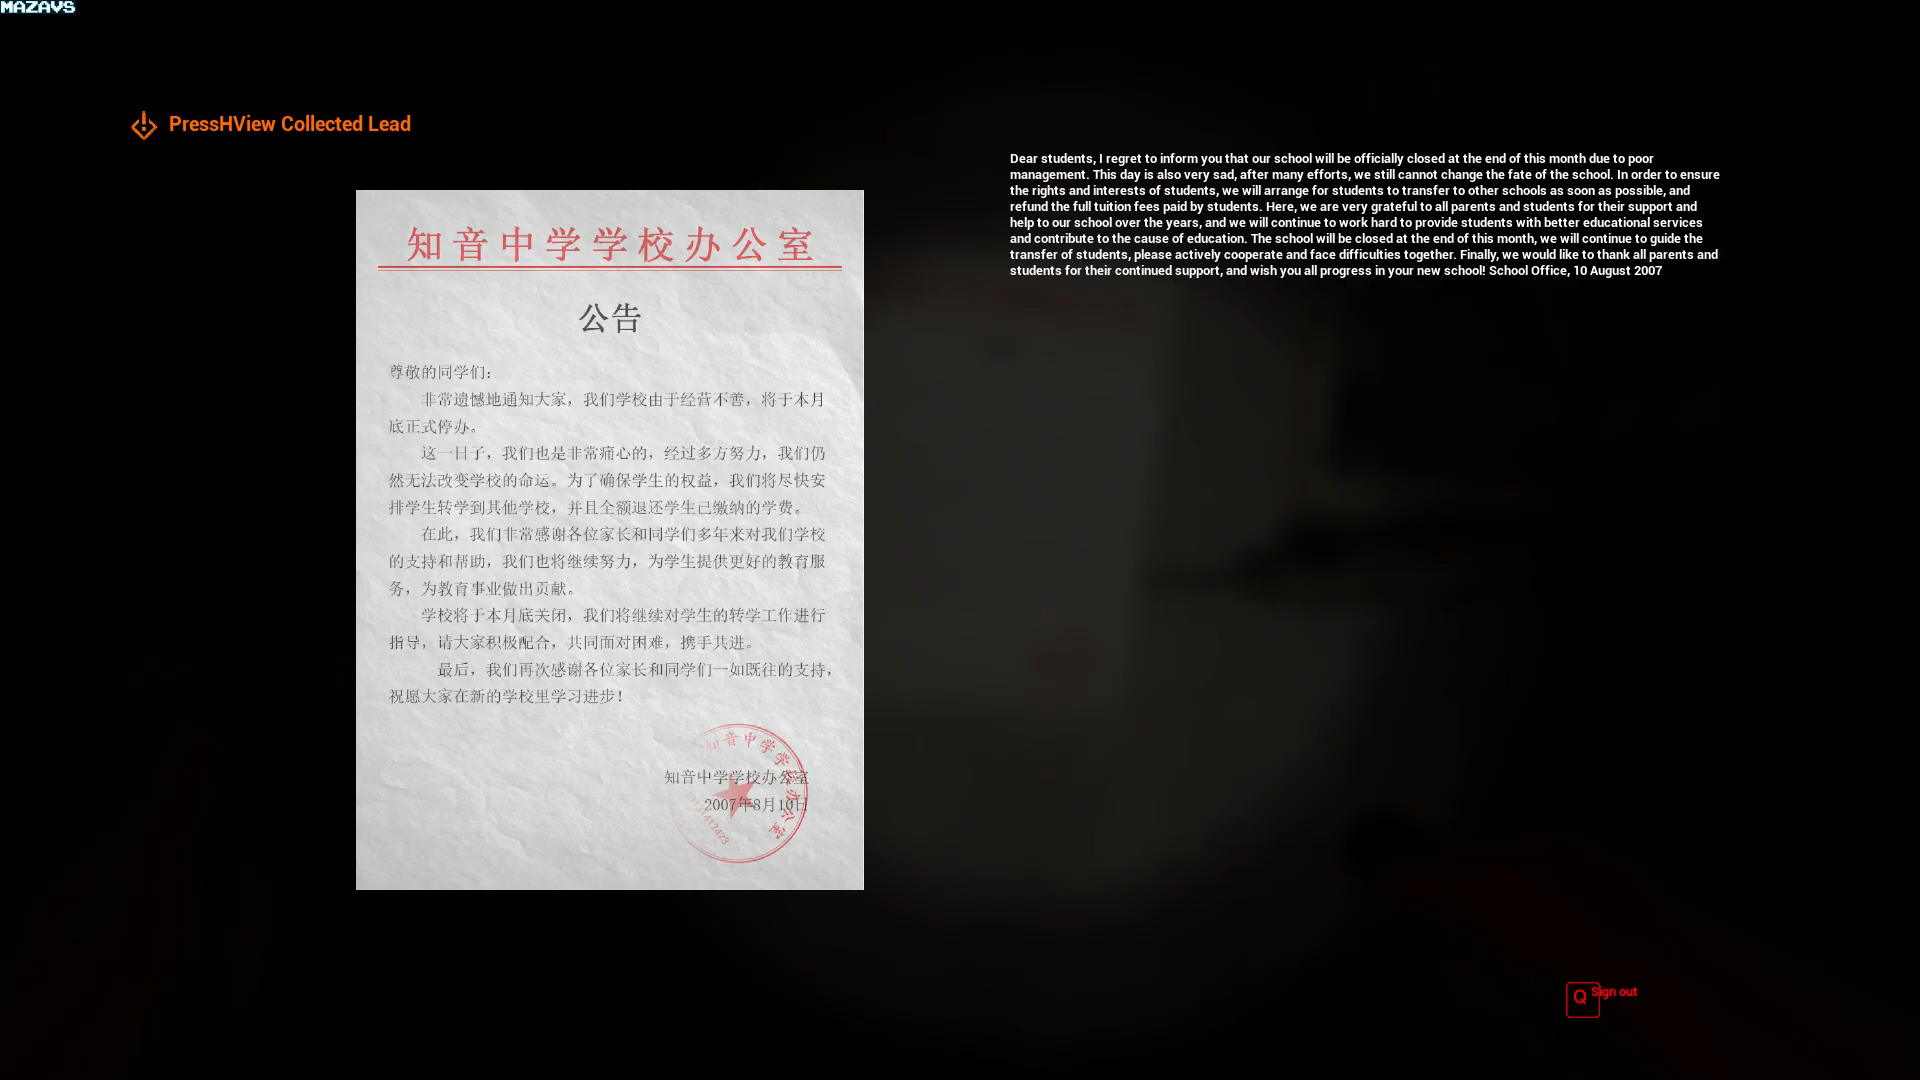 MAZAVS
PressHView Collected Lead
知音中学学校办公室
公告
尊敬的同学们:
非常遗憾地通知大家，我们学校由于经营不善，将于本月
底正式停办。
这一日子，我们也是非常痛心的，经过多方努力，我们仍
然无法改变学校的命运。为了确保学生的权益，我们将尽快安
排学生转学到其他学校，并且全额退还学生已缴纳的学费。
在此，我们非常感谢各位家长和同学们多年来对我们学校
的支持和帮助，我们也将继续努力，为学生提供更好的教育服
务，为教育事业做出贡献。
学校将于本月底关闭，我们将继续对学生的转学工作进行
指导，请大家积极配合，共同面对困难，携手共进。
最后，我们再次感谢各位家长和同学们一如既往的支持，
祝愿大家在新的学校里学习进步!
知音中学学校办公室
2007年8月10日
知音中学学校办公室
Dear students, I regret to inform you that our school will be officially closed at the end of this month due to poor
management. This day is also very sad, after many efforts, we still cannot change the fate of the school. In order to ensure
the rights and interests of students, we will arrange for students to transfer to other schools as soon as possible, and
refund the full tuition fees paid by students. Here, we are very grateful to all parents and students for their support and
help to our school over the years, and we will continue to work hard to provide students with better educational services
and contribute to the cause of education. The school will be closed at the end of this month, we will continue to guide the
transfer of students, please actively cooperate and face difficulties together. Finally, we would like to thank all parents and
students for their continued support, and wish you all progress in your new school! School Office, 10 August 2007
Q Sign out